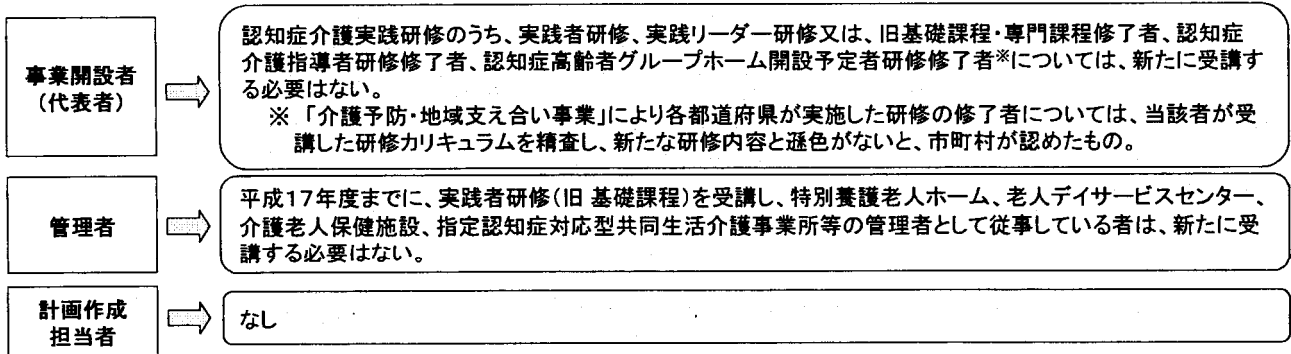 事業開設者
(代表者)
認知症介護実践研修のうち、実践者研修、実践リーダー研修又は、旧基礎課程・専門課程修了者、認知症
介護指導者研修修了者、認知症高齢者グループホーム開設予定者研修修了者※については、新たに受講す
る必要はない。
※ 「介護予防・地域支え合い事業」により各都道府県が実施した研修の修了者については、当該者が受
講した研修カリキュラムを精査し、新たな研修内容と遜色がないと、市町村が認めたもの。
管理者
平成17年度までに、実践者研修(旧 基礎課程)を受講し、特別養護老人ホーム、老人デイサービスセンター、
介護老人保健施設、指定認知症対応型共同生活介護事業所等の管理者として従事している者は、新たに受
講する必要はない。
計画作成
担当者
なし